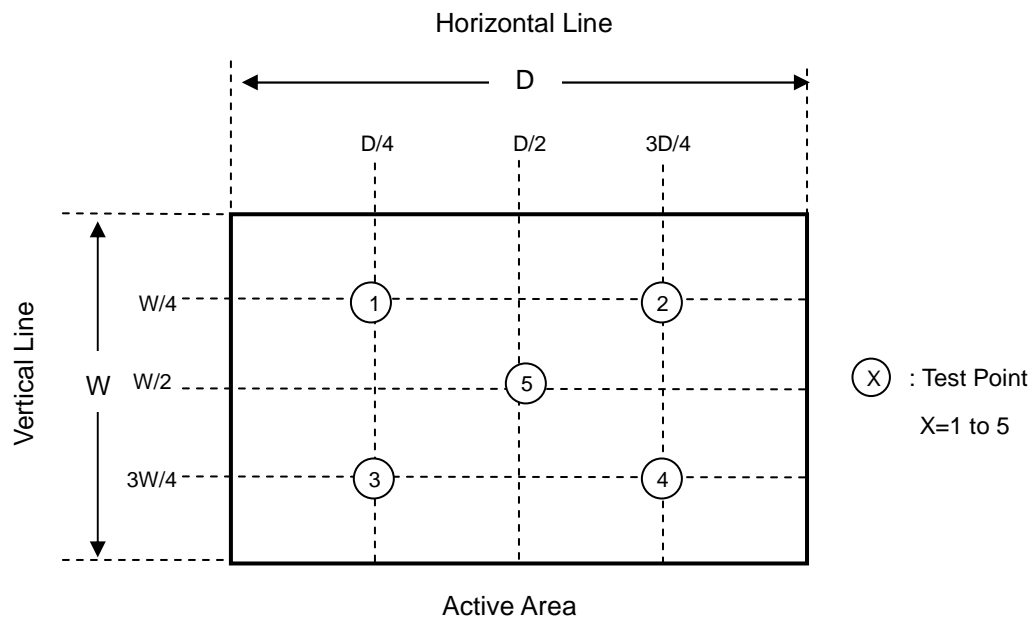 Horizontal Line
D
D/4
D/2
3D/4
W/4
1
2
Vertical Line
W
W/2
5
X : Test Point
X=1 to 5
3W/4
3
4
Active Area